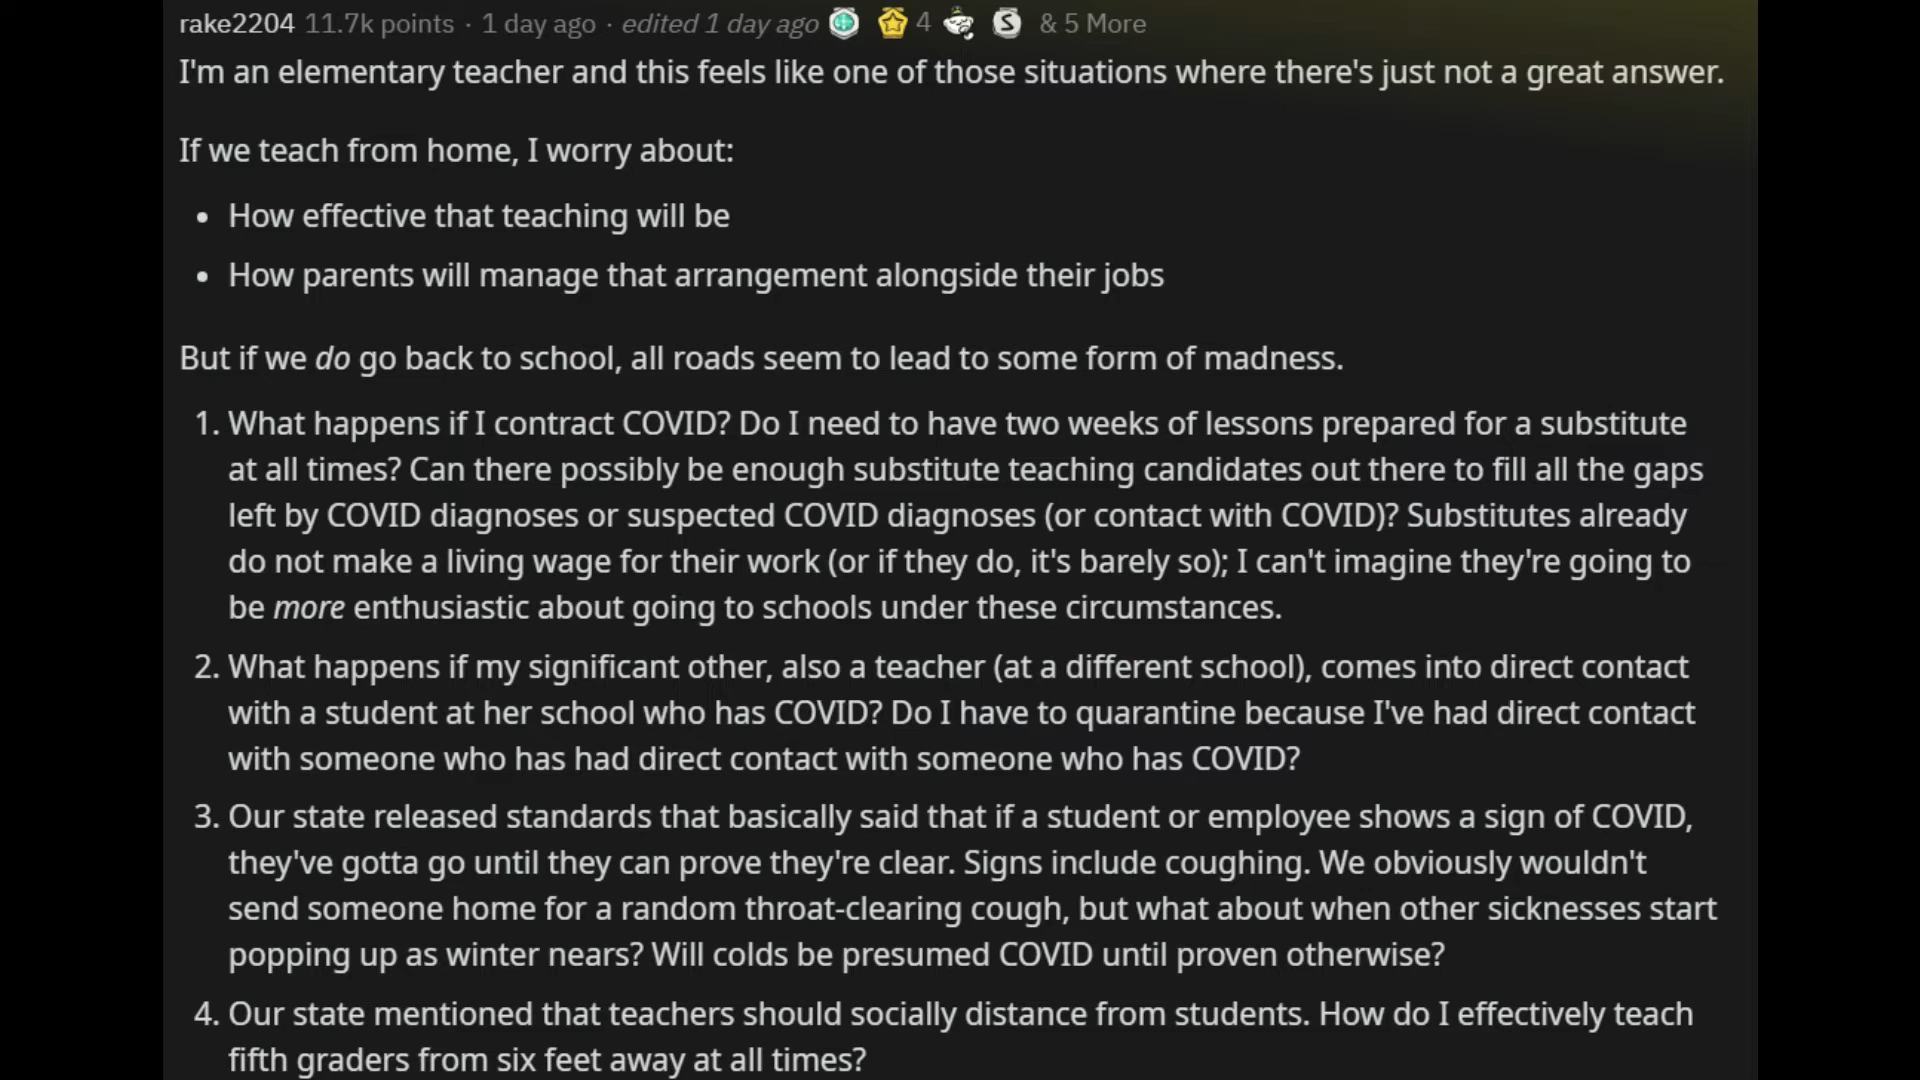 rake2204 11.7k points · 1 day ago · edited 1 day ago 4 S & 5 More
I'm an elementary teacher and this feels like one of those situations where there's just not a great answer.
If we teach from home, I worry about:
• How effective that teaching will be
• How parents will manage that arrangement alongside their jobs
But if we do go back to school, all roads seem to lead to some form of madness.
1. What happens if I contract COVID? Do I need to have two weeks of lessons prepared for a substitute
at all times? Can there possibly be enough substitute teaching candidates out there to fill all the gaps
left by COVID diagnoses or suspected COVID diagnoses (or contact with COVID)? Substitutes already
do not make a living wage for their work (or if they do, it's barely so); I can't imagine they're going to
be more enthusiastic about going to schools under these circumstances.
2. What happens if my significant other, also a teacher (at a different school), comes into direct contact
with a student at her school who has COVID? Do I have to quarantine because I've had direct contact
with someone who has had direct contact with someone who has COVID?
3. Our state released standards that basically said that if a student or employee shows a sign of COVID,
they've gotta go until they can prove they're clear. Signs include coughing. We obviously wouldn't
send someone home for a random throat-clearing cough, but what about when other sicknesses start
popping up as winter nears? Will colds be presumed COVID until proven otherwise?
4. Our state mentioned that teachers should socially distance from students. How do I effectively teach
fifth graders from six feet away at all times?